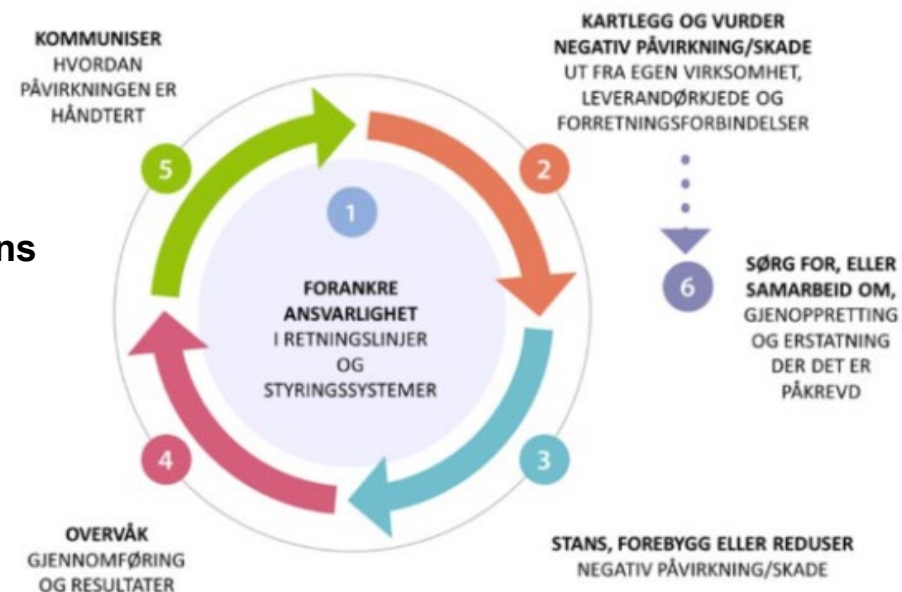 KOMMUNISER
HVORDAN
PÅVIRKNINGEN ER
HÅNDTERT
KARTLEGG OG VURDER
NEGATIV PÅVIRKNING/SKADE
UT FRA EGEN VIRKSOMHET,
LEVERANDØRKJEDE OG
FORRETNINGSFORBINDELSER
5
2
1
ns
FORANKRE
ANSVARLIGHET
I RETNINGSLINJER
OG
STYRINGSSYSTEMER
6
SØRG FOR, ELLER
SAMARBEID OM,
GJENOPPRETTING
OG ERSTATNING
DER DET ER
PÅKREVD
4
3
OVERVÅK
GJENNOMFØRING
OG RESULTATER
STANS, FOREBYGG ELLER REDUSER
NEGATIV PÅVIRKNING/SKADE